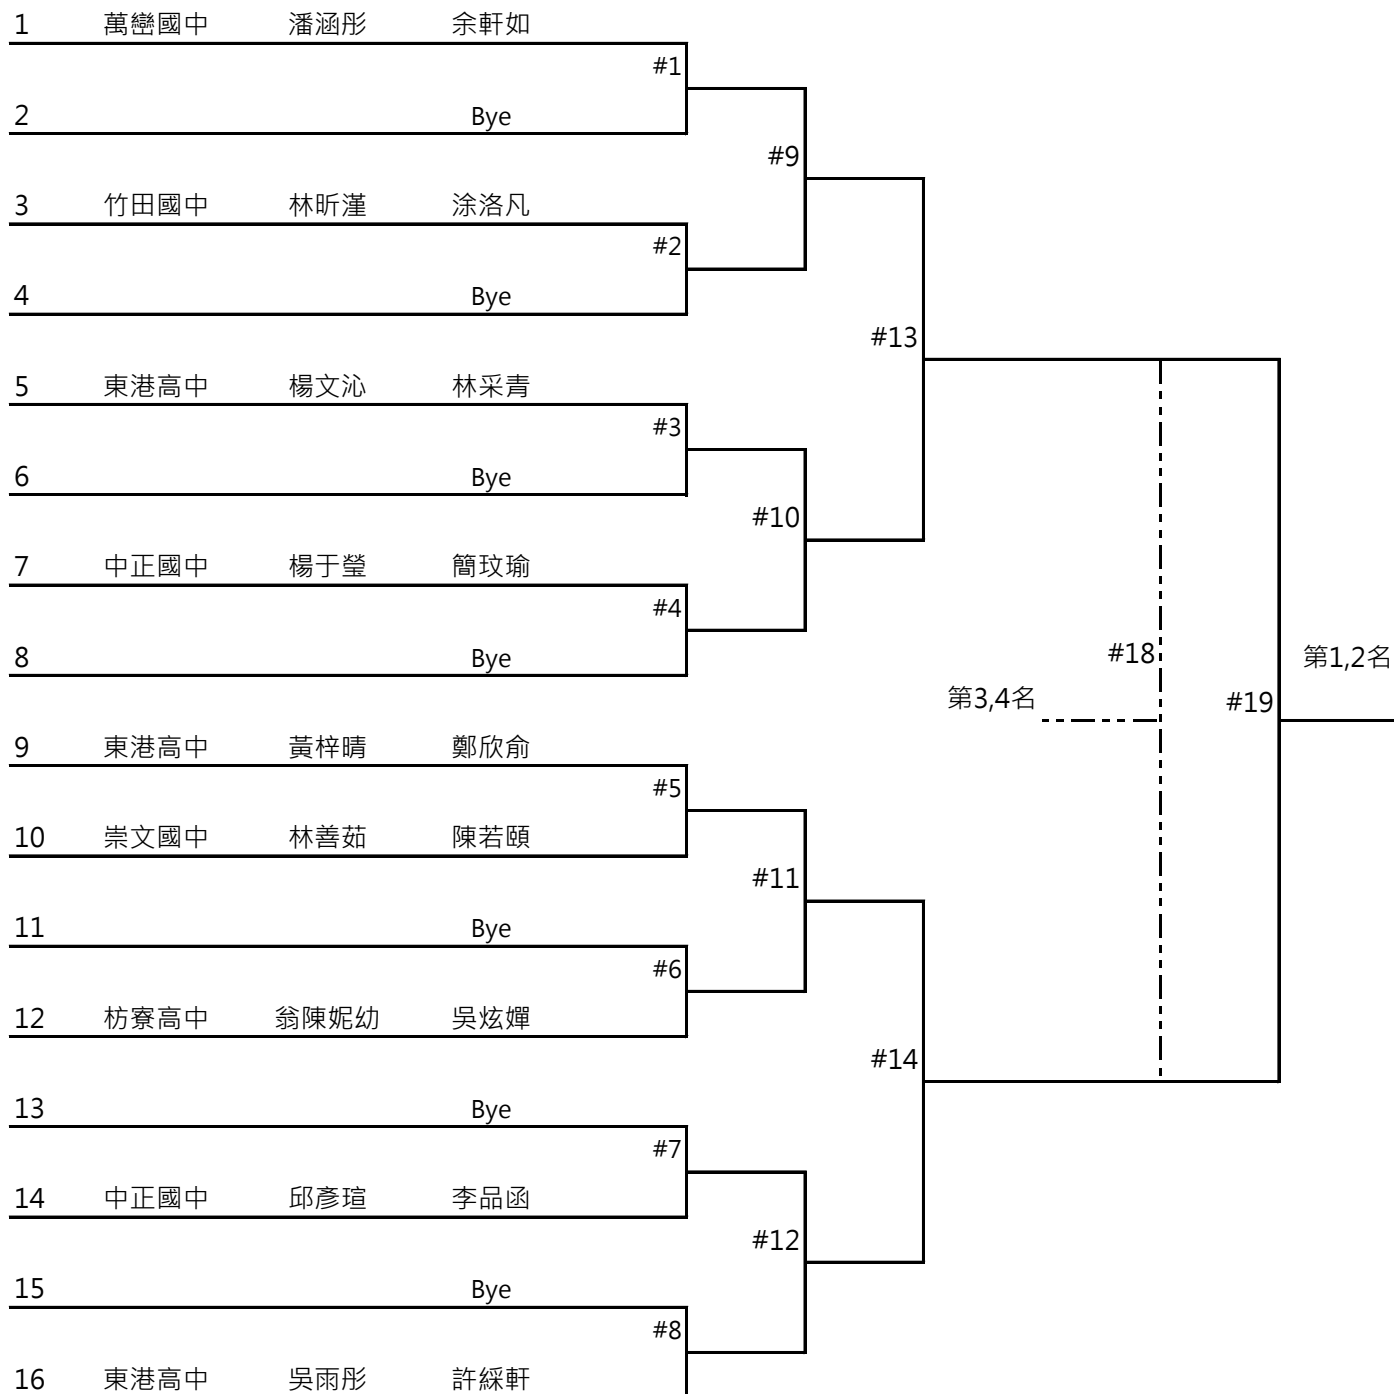 1 萬巒國中 潘涵彤 余軒如
#1
2 Bye
#9
3 竹田國中 林昕漌 涂洛凡
#2
4 Bye
#13
5 東港高中 楊文沁 林采青
#3
6 Bye
#10
7 中正國中 楊于瑩 簡玟瑜
#4
8 Bye
#18 第1,2名
第3,4名 #19
9 東港高中 黃梓晴 鄭欣俞
#5
10 崇文國中 林善茹 陳若頤
#11
11 Bye
#6
12 枋寮高中 翁陳妮幼 吳炫嬋
#14
13 Bye
#7
14 中正國中 邱彥瑄 李品函
#12
15 Bye
#8
16 東港高中 吳雨彤 許綵軒